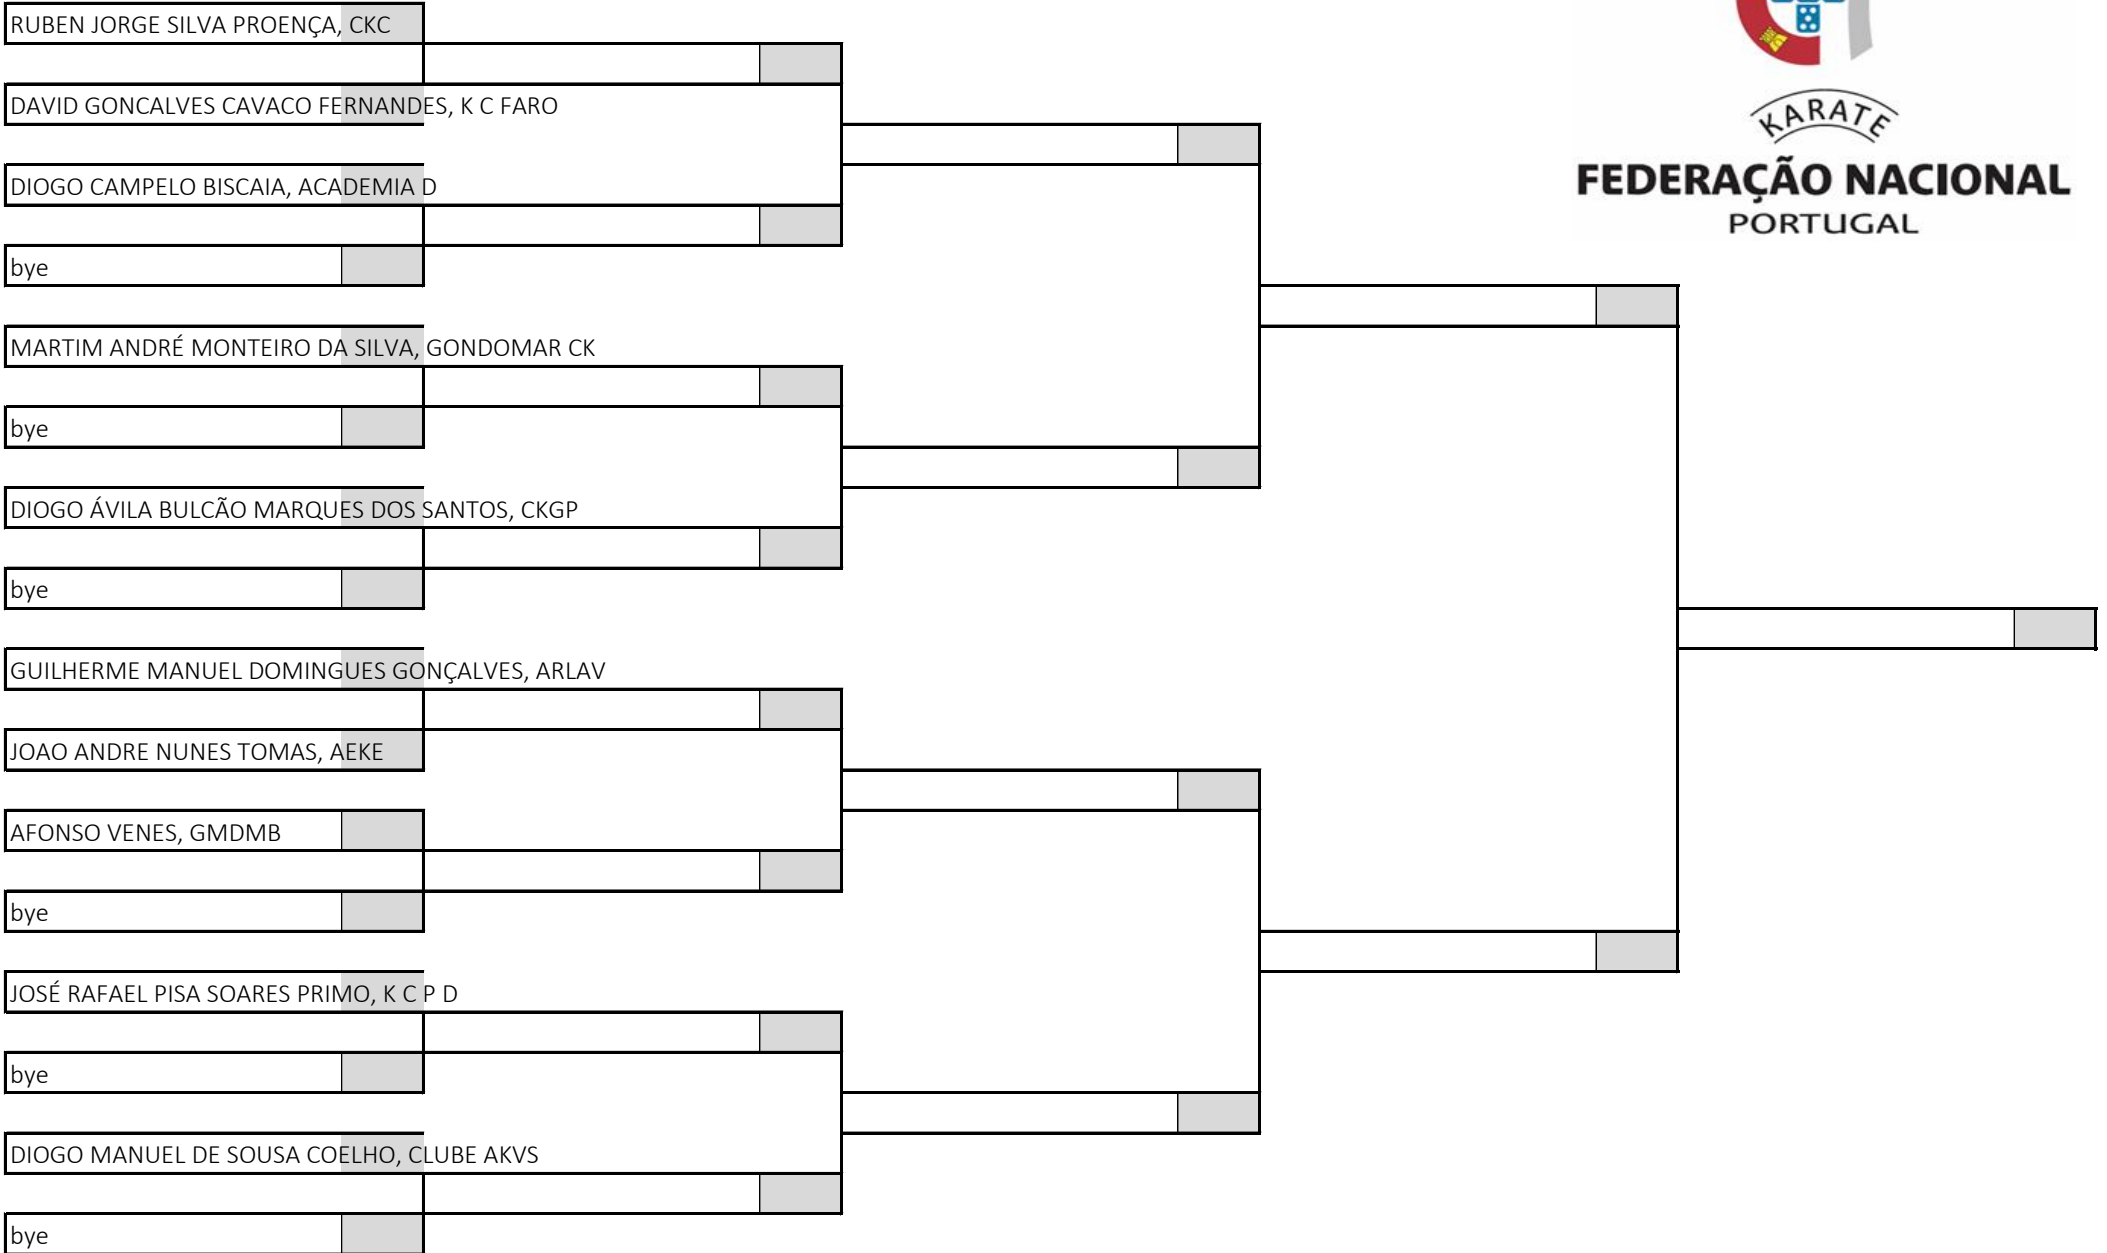 RUBEN JORGE SILVA PROENÇA, CKC
DAVID GONCALVES CAVACO FERNANDES, K C FARO
DIOGO CAMPELO BISCAIA, ACADEMIA D
bye
MARTIM ANDRÉ MONTEIRO DA SILVA, GONDOMAR CK
bye
DIOGO ÁVILA BULCÃO MARQUES DOS SANTOS, CKGP
bye
GUILHERME MANUEL DOMINGUES GONÇALVES, ARLAV
JOAO ANDRE NUNES TOMAS, AEKE
AFONSO VENES, GMDMB
bye
JOSÉ RAFAEL PISA SOARES PRIMO, K C P D
bye
DIOGO MANUEL DE SOUSA COELHO, CLUBE AKVS
bye
KARATE
FEDERAÇÃO NACIONAL
PORTUGAL